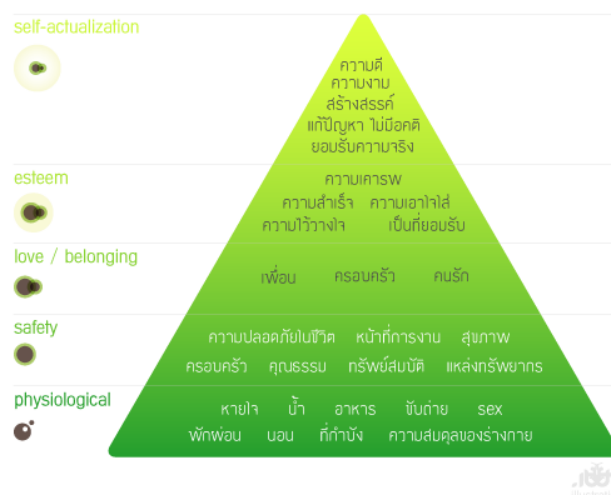 self-actualization
ความดี
ความงาม
สร้างสรรค์
แก้ปัญหา ไม่มีอคติ
ยอมรับความจริง
esteem
ความเคารพ
ความสำเร็จ ความเอาใจใส่
ความไว้วางใจ เป็นที่ยอมรับ
love / belonging
เพื่อน ครอบครัว คนรัก
safety
ความปลอดภัยในชีวิต หน้าที่การงาน สุขภาพ
ครอบครัว คุณธรรม ทรัพย์สมบัติ แหล่งทรัพยากร
physiological
หายใจ น้ำ อาหาร ขับถ่าย sex
พักผ่อน นอน ที่กำบัง ความสมดุลของร่างกาย